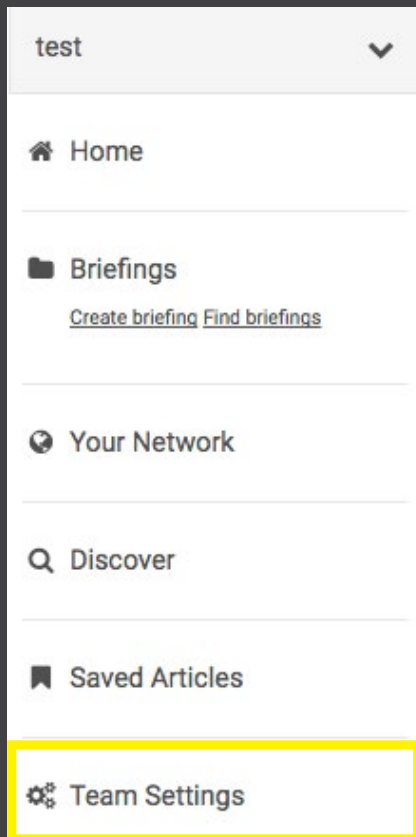 test
Home
Briefings
Create briefing Find briefings
Your Network
Discover
Saved Articles
Team Settings